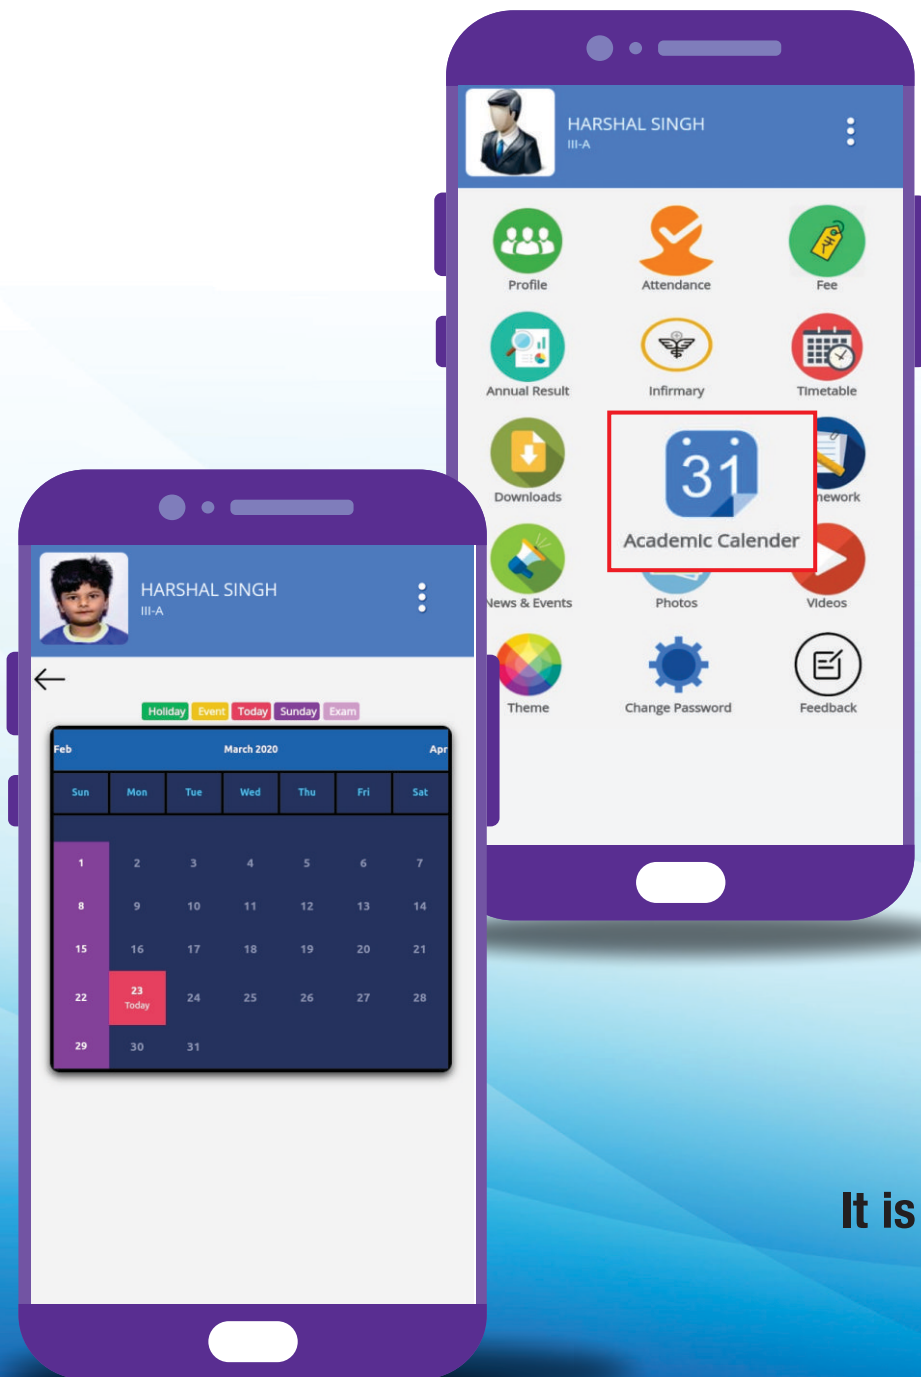 HARSHAL SINGH
III-A
Profile
Attendance
Fee
Annual Result
Infirmary
Timetable
Downloads
31
Academic Calender
nework
News & Events
Photos
Videos
Theme
Change Password
Feedback
HARSHAL SINGH
III-A
Holiday Event Today Sunday Exam
Feb March 2020 Apr
Sun Mon Tue Wed Thu Fri Sat
1 2 3 4 5 6 7
8 9 10 11 12 13 14
15 16 17 18 19 20 21
22 23 24 25 26 27 28
Today
29 30 31
It is